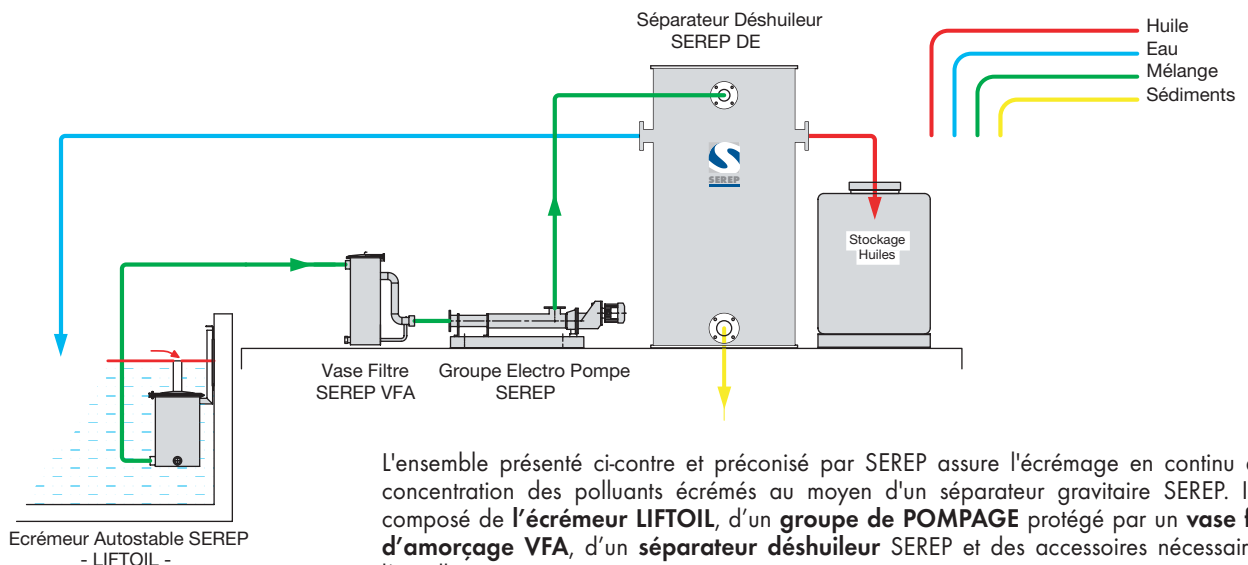 Séparateur Déshuileur
SEREP DE
Huile
Eau
Mélange
Sédiments
SEREP
Stockage
Huiles
Vase Filtre
SEREP VFA
Groupe Electro Pompe
SEREP
Ecrémeur Autostable SEREP
- LIFTOIL -
L'ensemble présenté ci-contre et préconisé par SEREP assure l'écrémage en continu
concentration des polluants écrémés au moyen d'un séparateur gravitaire SEREP.
composé de l'écrémeur LIFTOIL, d'un groupe de POMPAGE protégé par un vase
d'amorçage VFA, d'un séparateur déshuileur SEREP et des accessoires